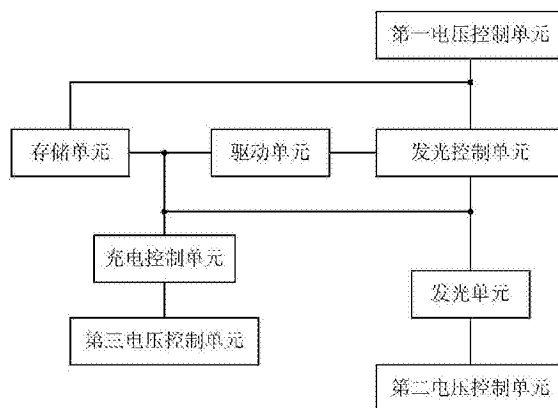 第一电压控制单元
存储单元
驱动单元
发光控制单元
充电控制单元
发光单元
第三电压控制单元
第二电压控制单元